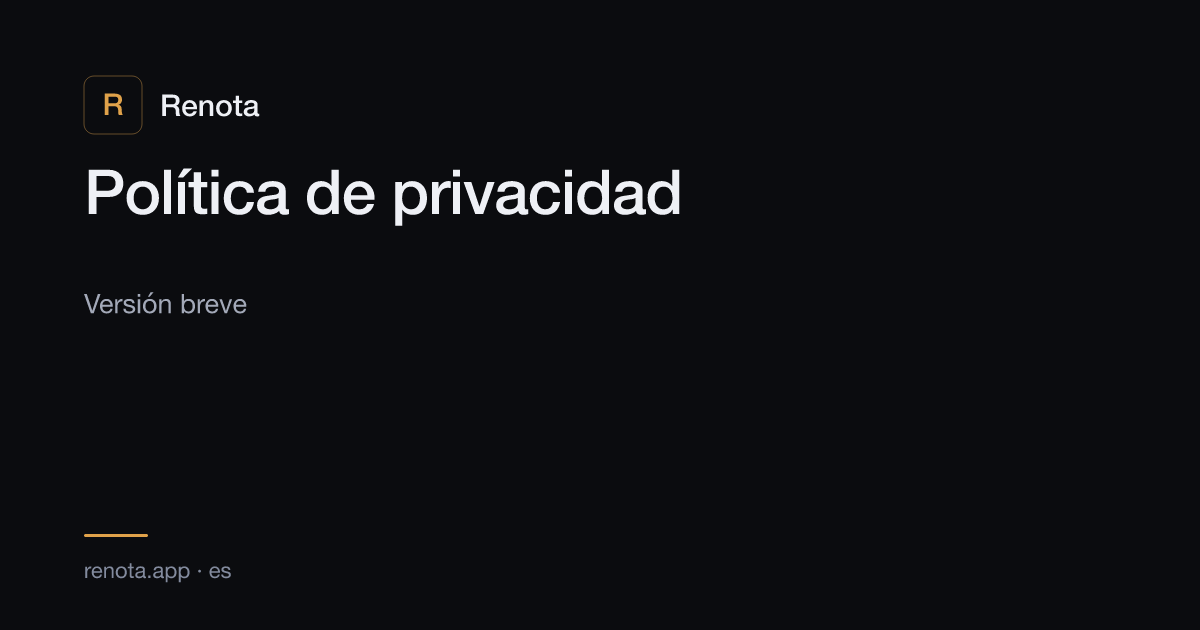 R Renota
Política de privacidad
Versión breve
renota.app · es